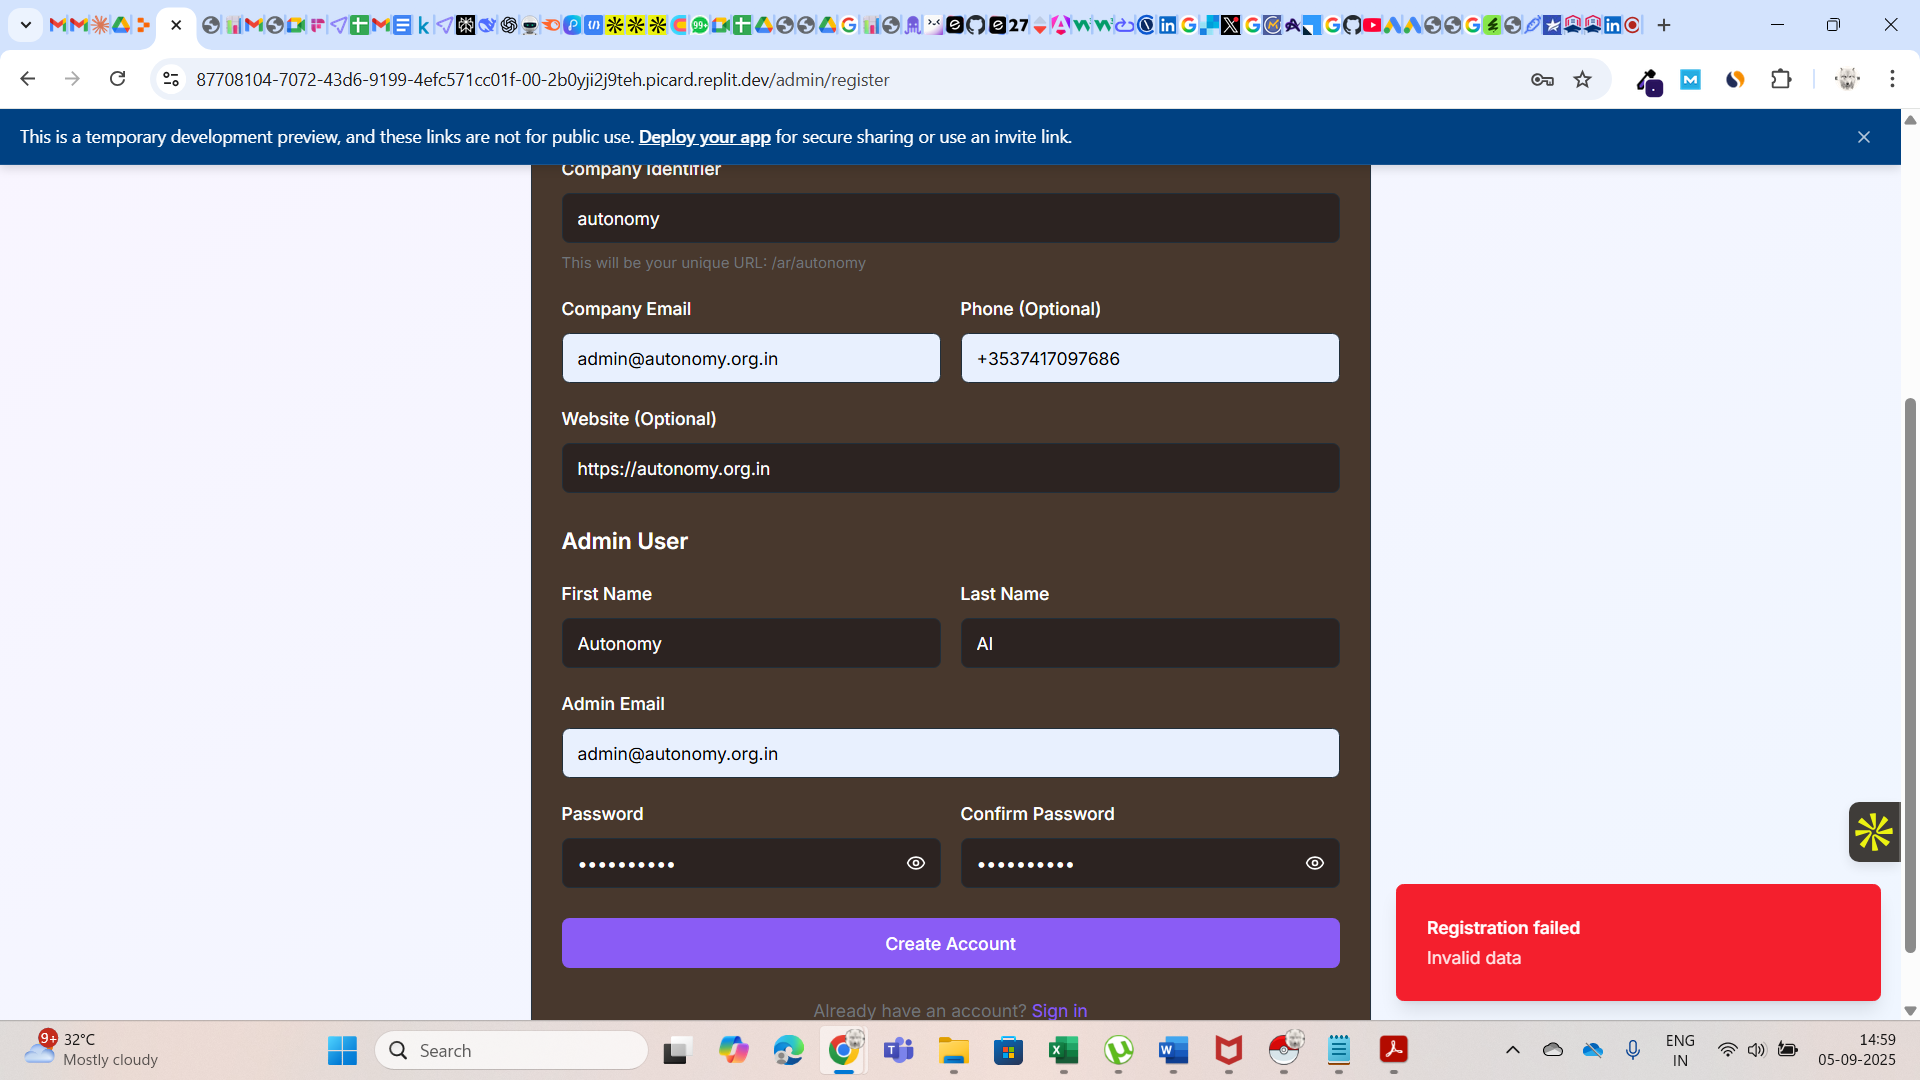 87708104-7072-43d6-9199-4efc571cc01f-00-2b0yji2j9teh.picard.replit.dev/admin/register
This is a temporary development preview, and these links are not for public use. Deploy your app for secure sharing or use an invite link.
Company Identifier
autonomy
This will be your unique URL: /ar/autonomy
Company Email
Phone (Optional)
admin@autonomy.org.in
+3537417097686
Website (Optional)
https://autonomy.org.in
Admin User
First Name
Last Name
Autonomy
AI
Admin Email
admin@autonomy.org.in
Password
Confirm Password
Create Account
Registration failed
Invalid data
Already have an account? Sign in
9+
32°C
Mostly cloudy
Search
ENG
IN
14:59
05-09-2025